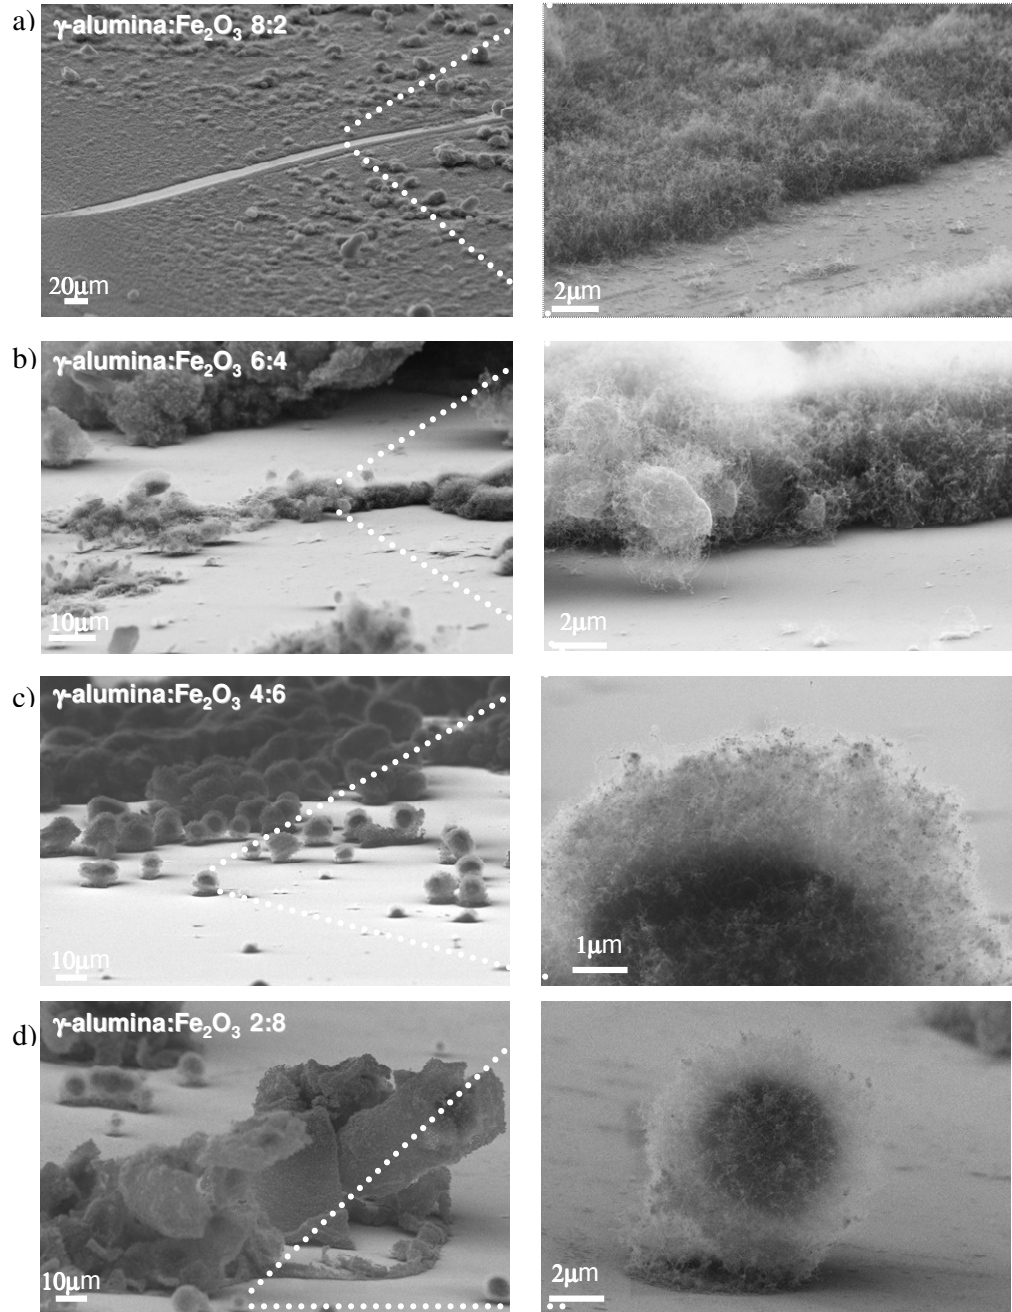 a)
γ-alumina:Fe₂O₃ 8:2
20μm
2μm
b)
γ-alumina:Fe₂O₃ 6:4
10μm
2μm
c)
γ-alumina:Fe₂O₃ 4:6
10μm
1μm
d)
γ-alumina:Fe₂O₃ 2:8
10μm
2μm